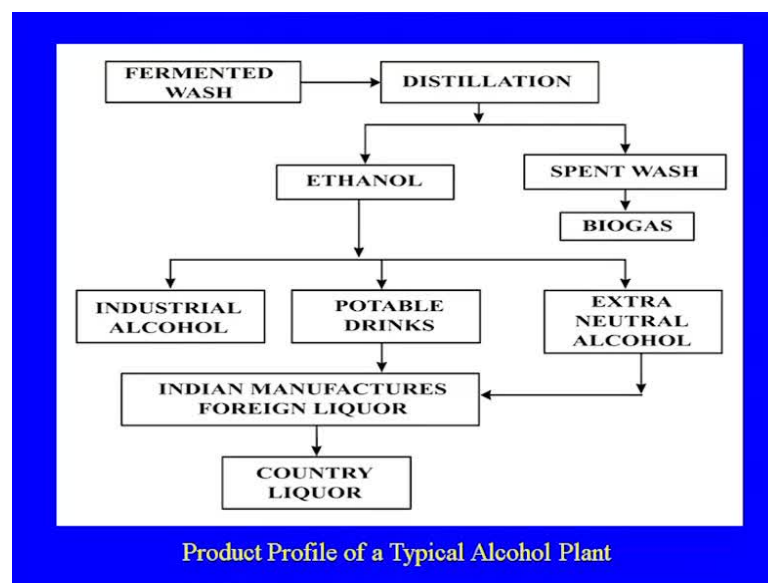 FERMENTED
WASH
DISTILLATION
ETHANOL
SPENT WASH
BIOGAS
INDUSTRIAL
ALCOHOL
POTABLE
DRINKS
EXTRA
NEUTRAL
ALCOHOL
INDIAN MANUFACTURES
FOREIGN LIQUOR
COUNTRY
LIQUOR
Product Profile of a Typical Alcohol Plant